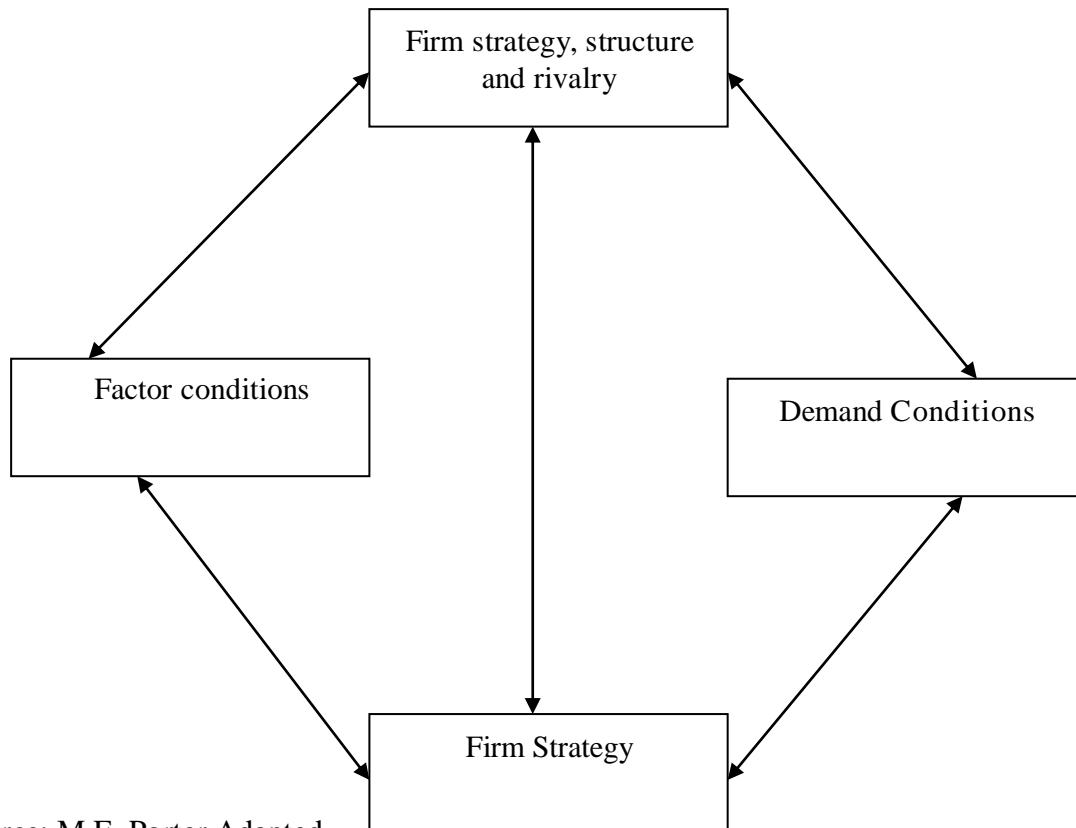 Firm strategy, structure
and rivalry
Factor conditions
Demand Conditions
Firm Strategy
M.E. Porter Adapted